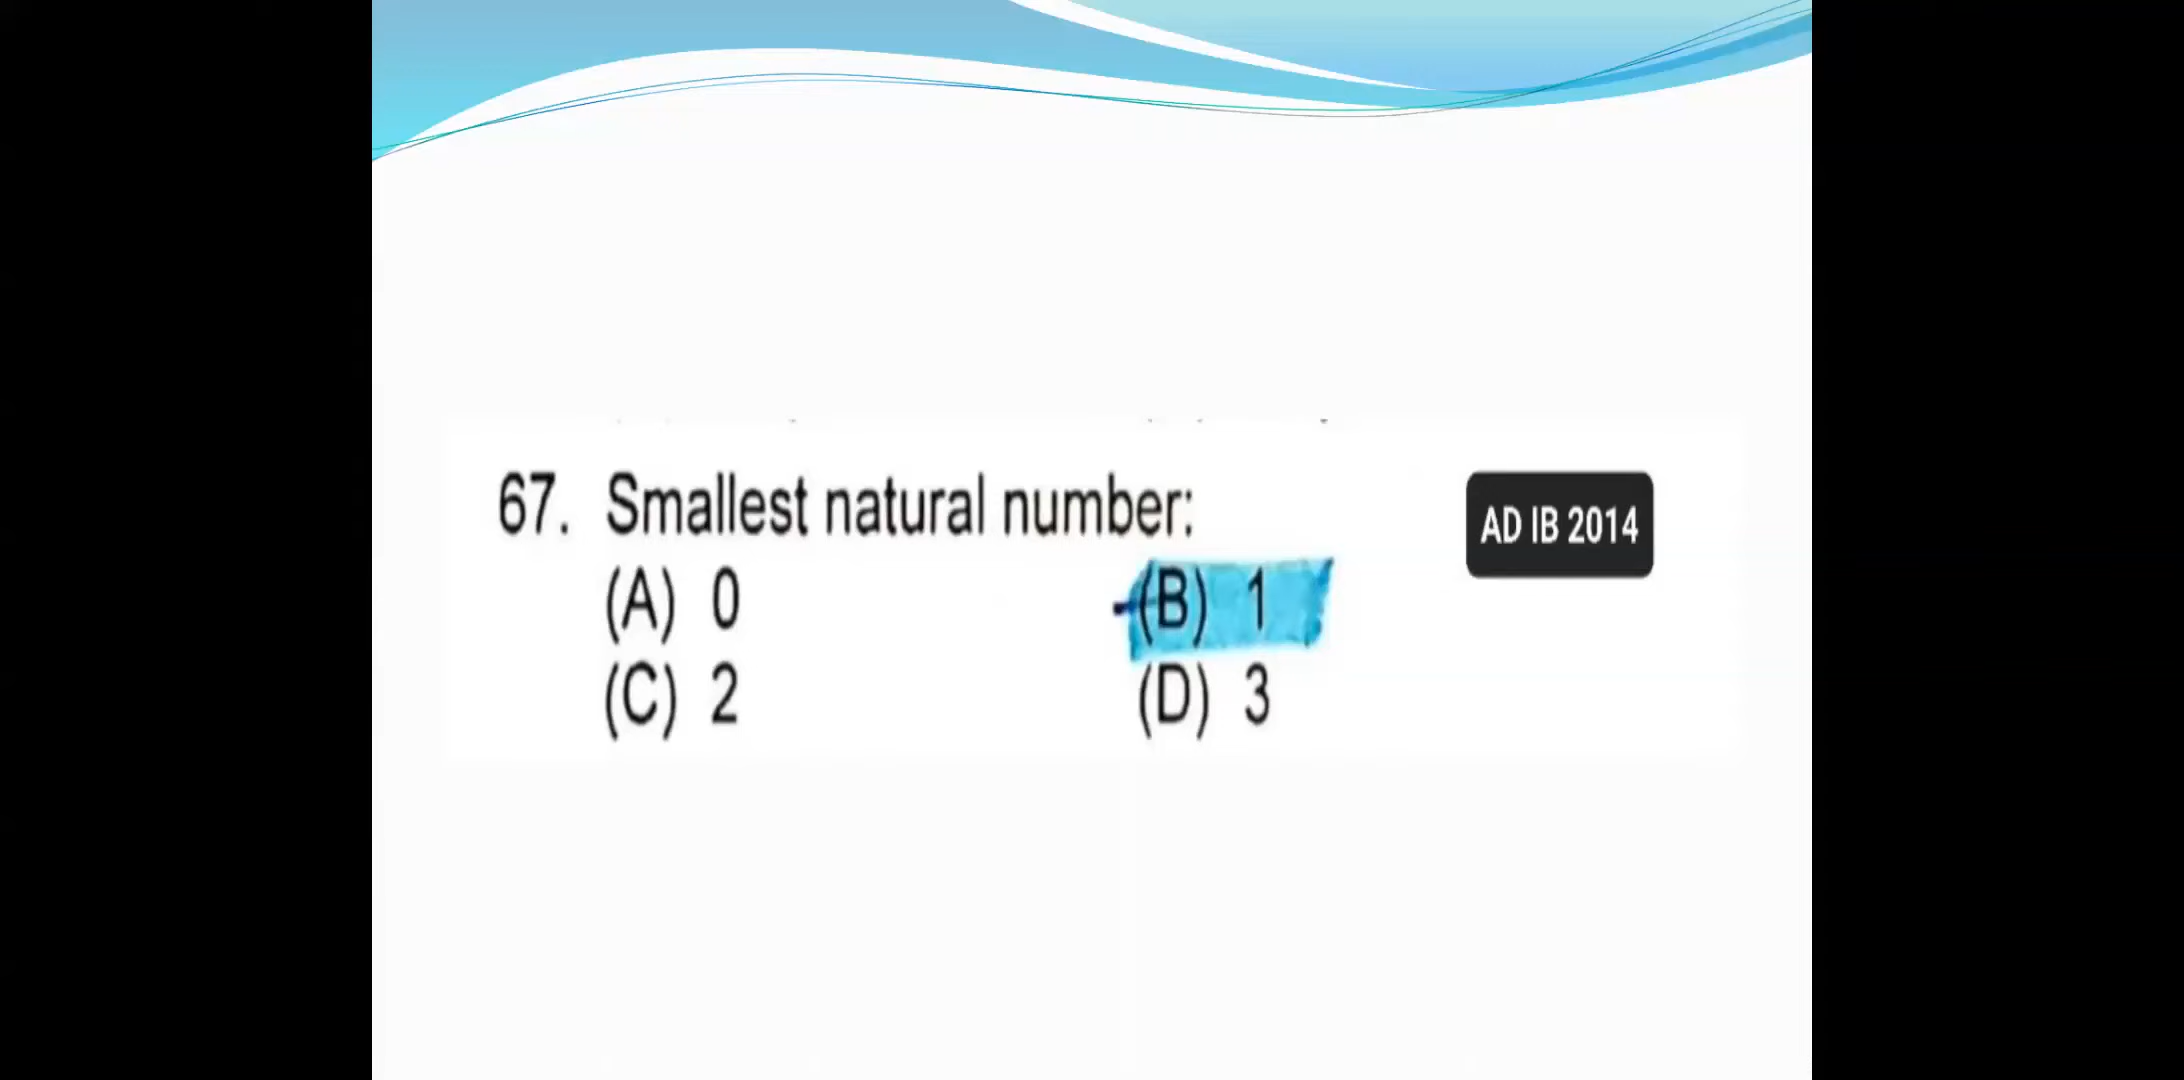 67. Smallest natural number:
AD IB 2014
(A) 0 (B) 1
(C) 2 (D) 3